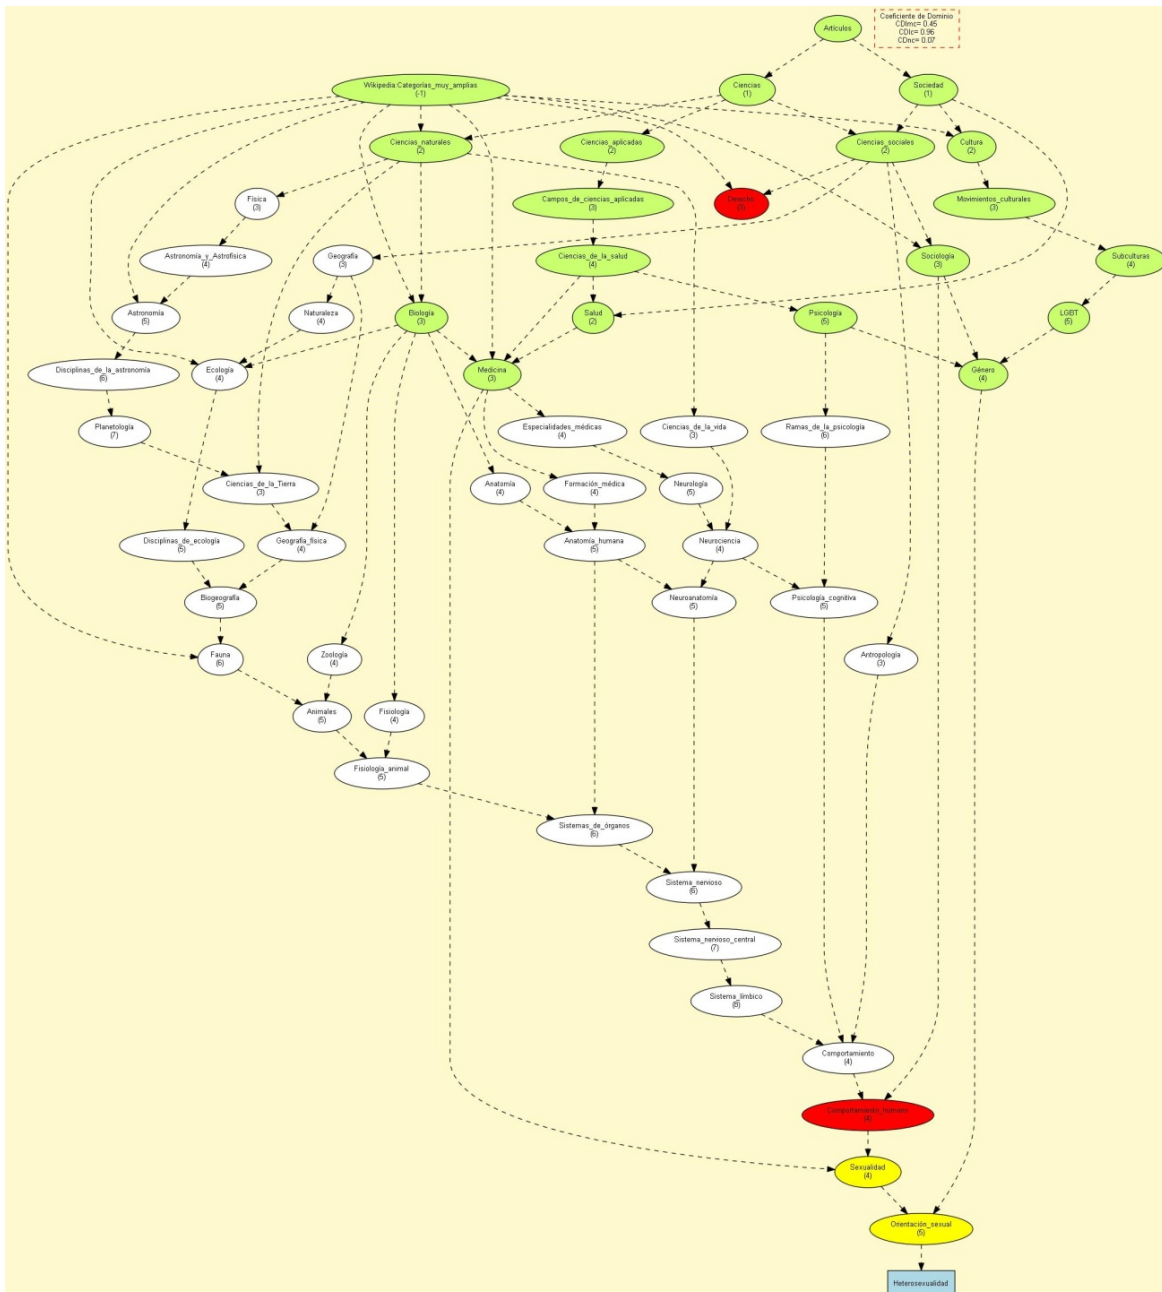 Artículos
Coeficiente de Dominio
CDImc= 0.45
CDIc= 0.96
CDnc= 0.07
Wikipedia:Categorías_muy_amplias
(-1)
Ciencias
(1)
Sociedad
(1)
Ciencias_naturales
(2)
Ciencias_aplicadas
(2)
Ciencias_sociales
(2)
Cultura
(2)
Física
(3)
Campos_de_ciencias_aplicadas
(3)
Derecho
Movimientos_culturales
(3)
Astronomía_y_Astrofísica
(4)
Geografía
(3)
Ciencias_de_la_salud
(4)
Sociología
(3)
Subculturas
(4)
Astronomía
(5)
Naturaleza
(4)
Biología
(3)
Salud
(2)
Psicología
(5)
LGBT
(5)
Disciplinas_de_la_astronomía
(6)
Ecología
(4)
Medicina
(3)
Género
(4)
Planetología
(7)
Especialidades_médicas
(4)
Ciencias_de_la_vida
(3)
Ramas_de_la_psicología
(6)
Ciencias_de_la_Tierra
(3)
Anatomía
(4)
Formación_médica
(4)
Neurología
(5)
Disciplinas_de_ecología
(5)
Geografía_física
(4)
Anatomía_humana
(5)
Neurociencia
(4)
Biogeografía
(5)
Neuroanatomía
(5)
Psicología_cognitiva
(5)
Fauna
(6)
Zoología
(4)
Antropología
(3)
Animales
(5)
Fisiología
(4)
Fisiología_animal
(5)
Sistemas_de_órganos
(6)
Sistema_nervioso
(6)
Sistema_nervioso_central
(7)
Sistema_límbico
Comportamiento
(4)
Comportamiento_humano
(4)
Sexualidad
(4)
Orientación_sexual
(5)
Heterosexualidad